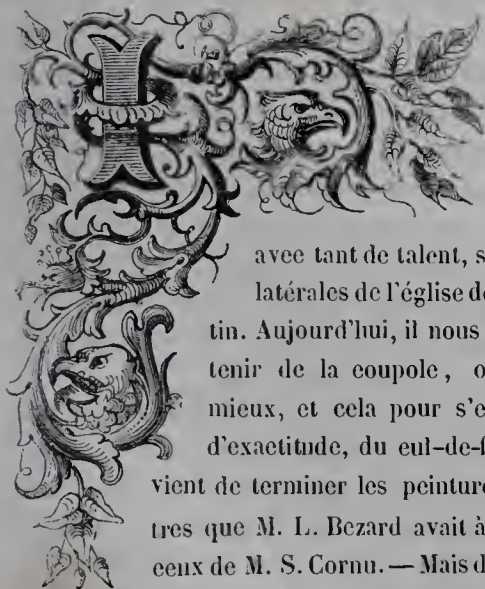 I
avec tant de talent, s
latérales de l'église de
tin. Aujourd'hui, il nous
tenir de la coupole, o
mieux, et cela pour s'e
d'exactitude, du cul-de-f
vient de terminer les peinture
tres que M. L. Bezard avait à
ceux de M. S. Cornu. — Mais d